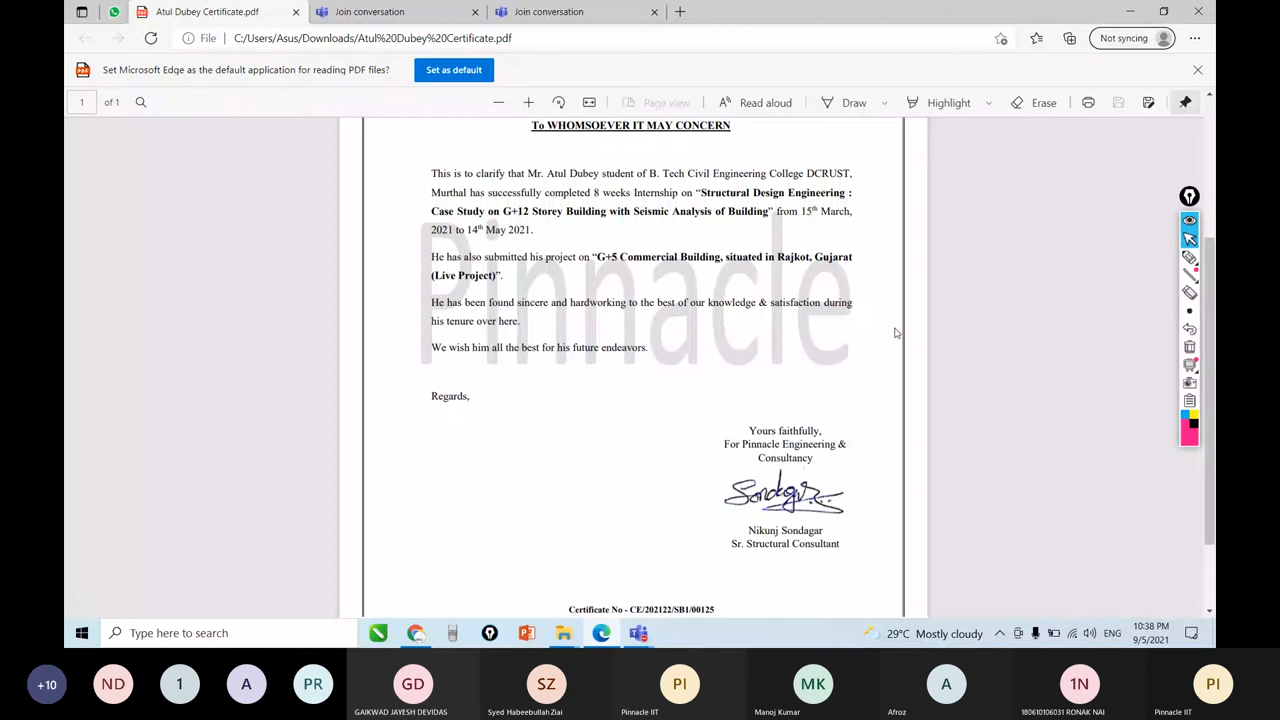 Atul Dubey Certificate.pdf
Join conversation
Join conversation
File
C:/Users/Asus/Downloads/Atul%20Dubey%20Certificate.pdf
Not syncing
Set Microsoft Edge as the default application for reading PDF files?
Set as default
1
of 1
Page view
Read aloud
Draw
Highlight
Erase
To WHOMSOEVER IT MAY CONCERN
This is to clarify that Mr. Atul Dubey student of B. Tech Civil Engineering College DCRUST,
Murthal has successfully completed 8 weeks Internship on “Structural Design Engineering :
Case Study on G+12 Storey Building with Seismic Analysis of Building” from 15th March,
2021 to 14th May 2021.
He has also submitted his project on “G+5 Commercial Building, situated in Rajkot, Gujarat
(Live Project)”.
He has been found sincere and hardworking to the best of our knowledge & satisfaction during
his tenure over here.
We wish him all the best for his future endeavors.
Pinnacle
Regards,
Yours faithfully,
For Pinnacle Engineering &
Consultancy
Sondagar
Nikunj Sondagar
Sr. Structural Consultant
Certificate No - CE/202122/SB1/00125
Type here to search
29°C Mostly cloudy
ENG
10:38 PM
9/5/2021
+10
ND
1
A
PR
GD
SZ
PI
MK
A
1N
PI
GAIKWAD JAYESH DEVIDAS
Syed Habeebullah Ziai
Pinnacle IIT
Manoj Kumar
Afroz
180610106031 RONAK NAI
Pinnacle IIT